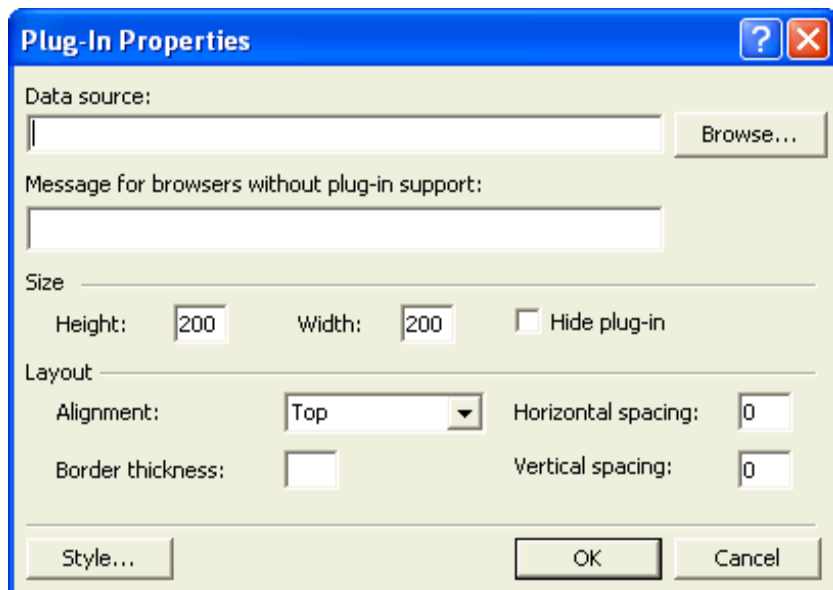 Plug-In Properties ?
Data source:
Browse...
Message for browsers without plug-in support:
Size
Height: 200 Width: 200 Hide plug-in
Layout
Alignment: Top Horizontal spacing: 0
Border thickness: Vertical spacing: 0
Style... OK Cancel